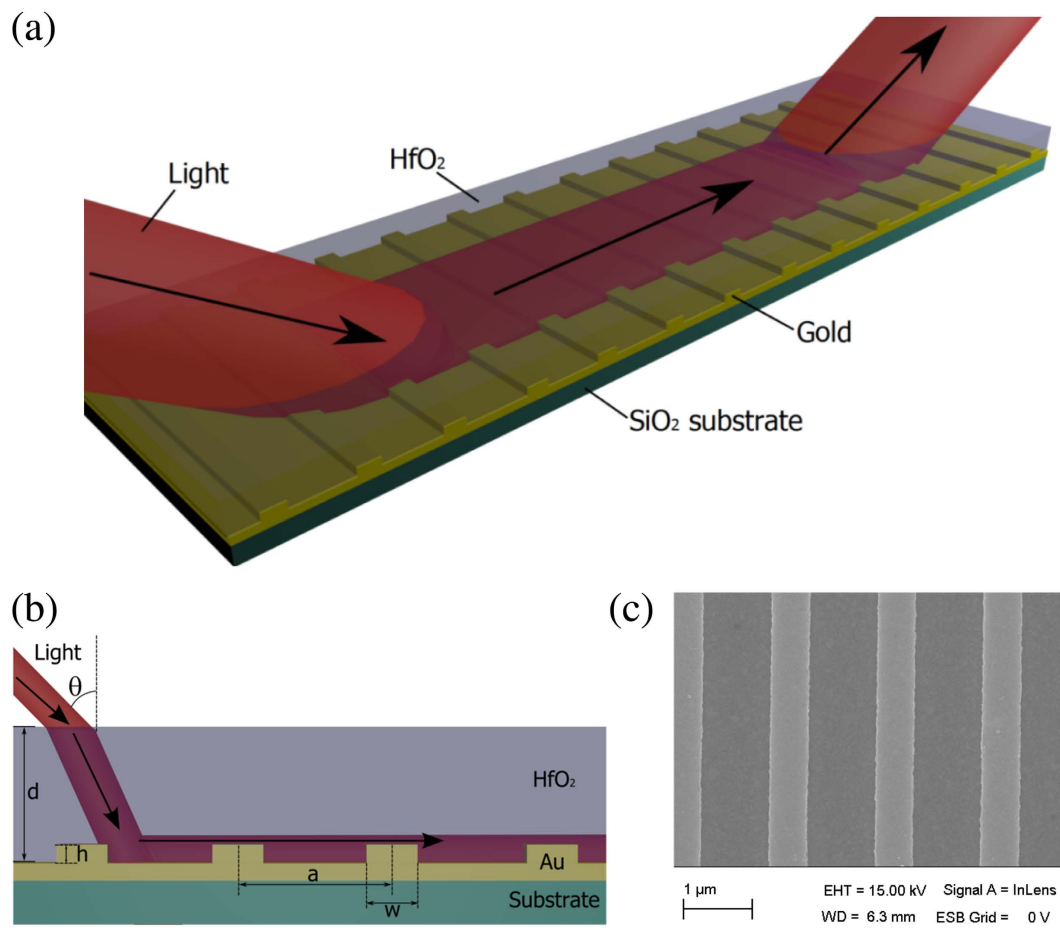 (a)
Light
HfO₂
Gold
SiO₂ substrate
(b)
Light
θ
d
HfO₂
h
a
w
Au
Substrate
(c)
1 μm
EHT = 15.00 kV Signal A = InLens
WD = 6.3 mm ESB Grid = 0 V